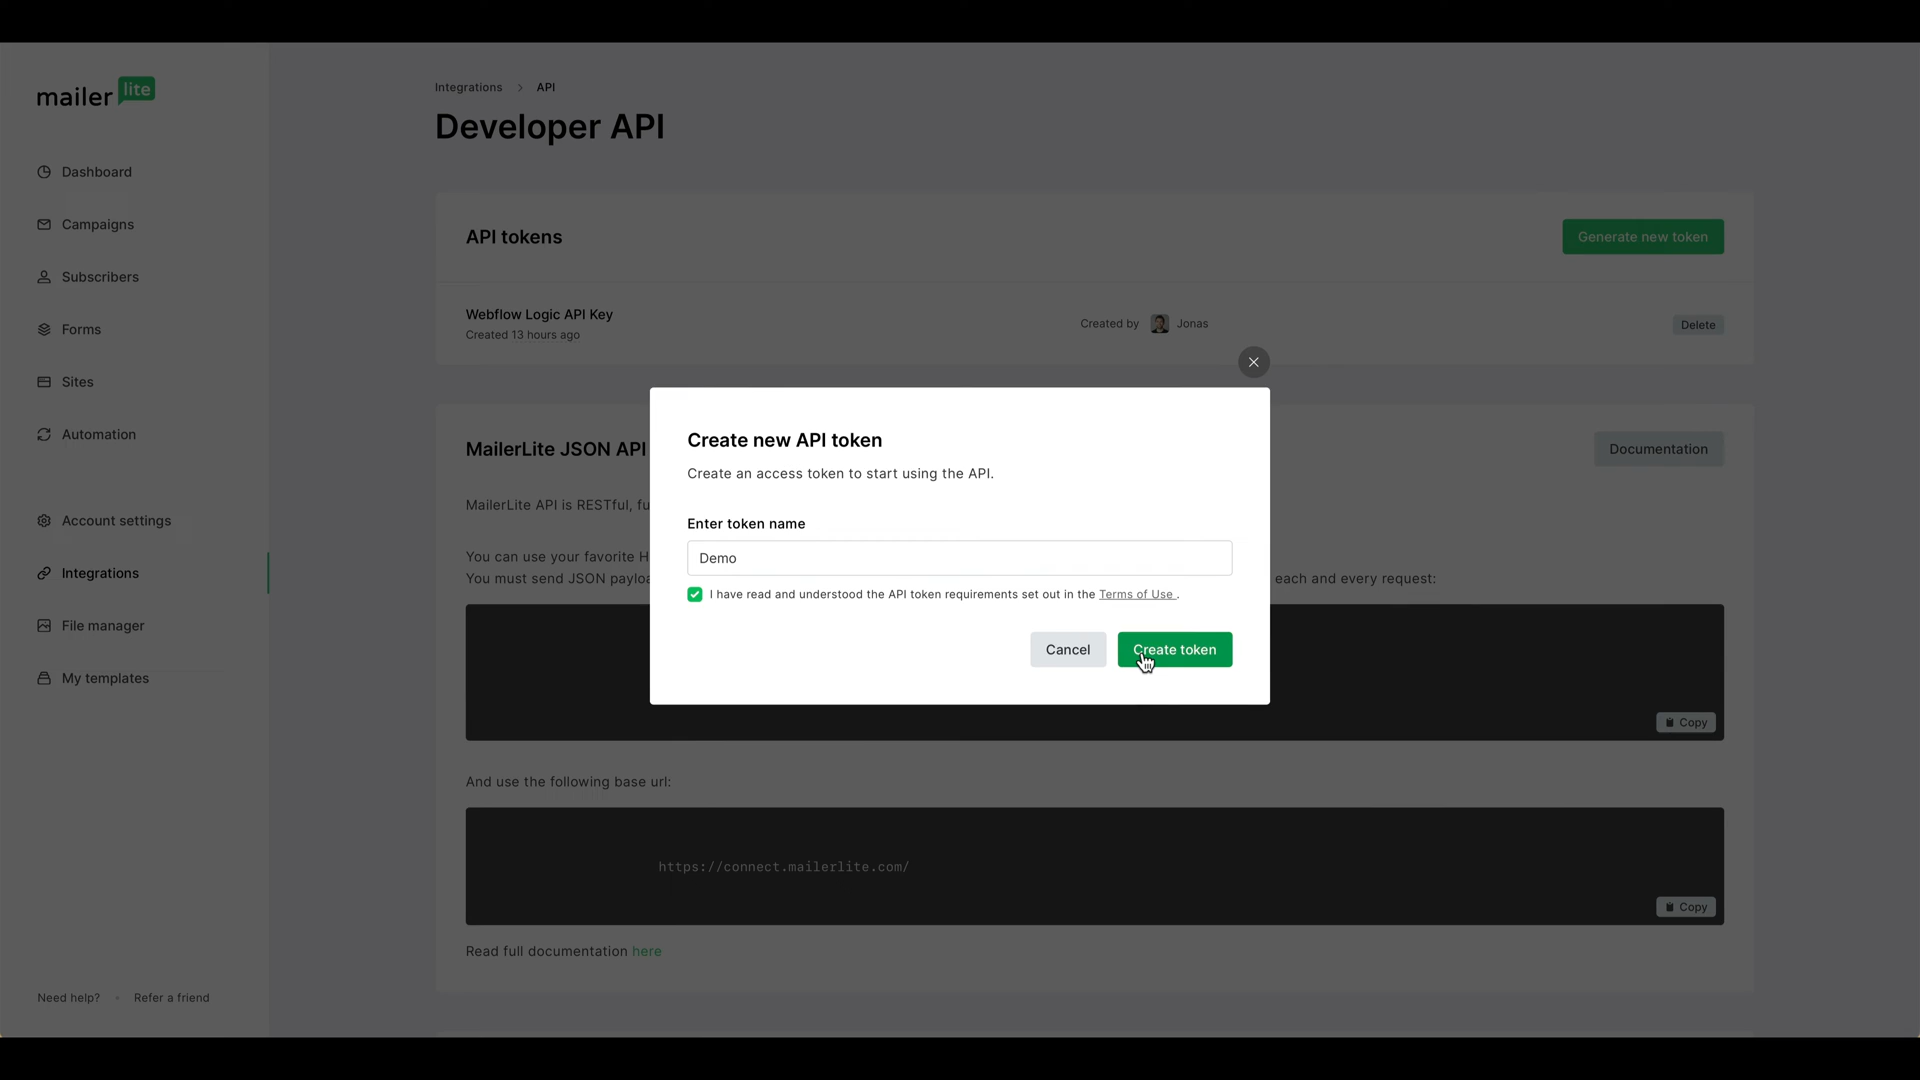 mailer lite
Dashboard
Campaigns
Subscribers
Forms
Sites
Automation
Account settings
Integrations
File manager
My templates
Need help? • Refer a friend
Integrations > API
Developer API
API tokens
Generate new token
Webflow Logic API Key
Created 13 hours ago
Created by Jonas
Delete
MailerLite JSON API
Documentation
MailerLite API is RESTful, fu
You can use your favorite H
You must send JSON payloa
each and every request:
Copy
Create new API token
Create an access token to start using the API.
Enter token name
Demo
I have read and understood the API token requirements set out in the Terms of Use .
Cancel
Create token
And use the following base url:
https://connect.mailerlite.com/
Copy
Read full documentation here